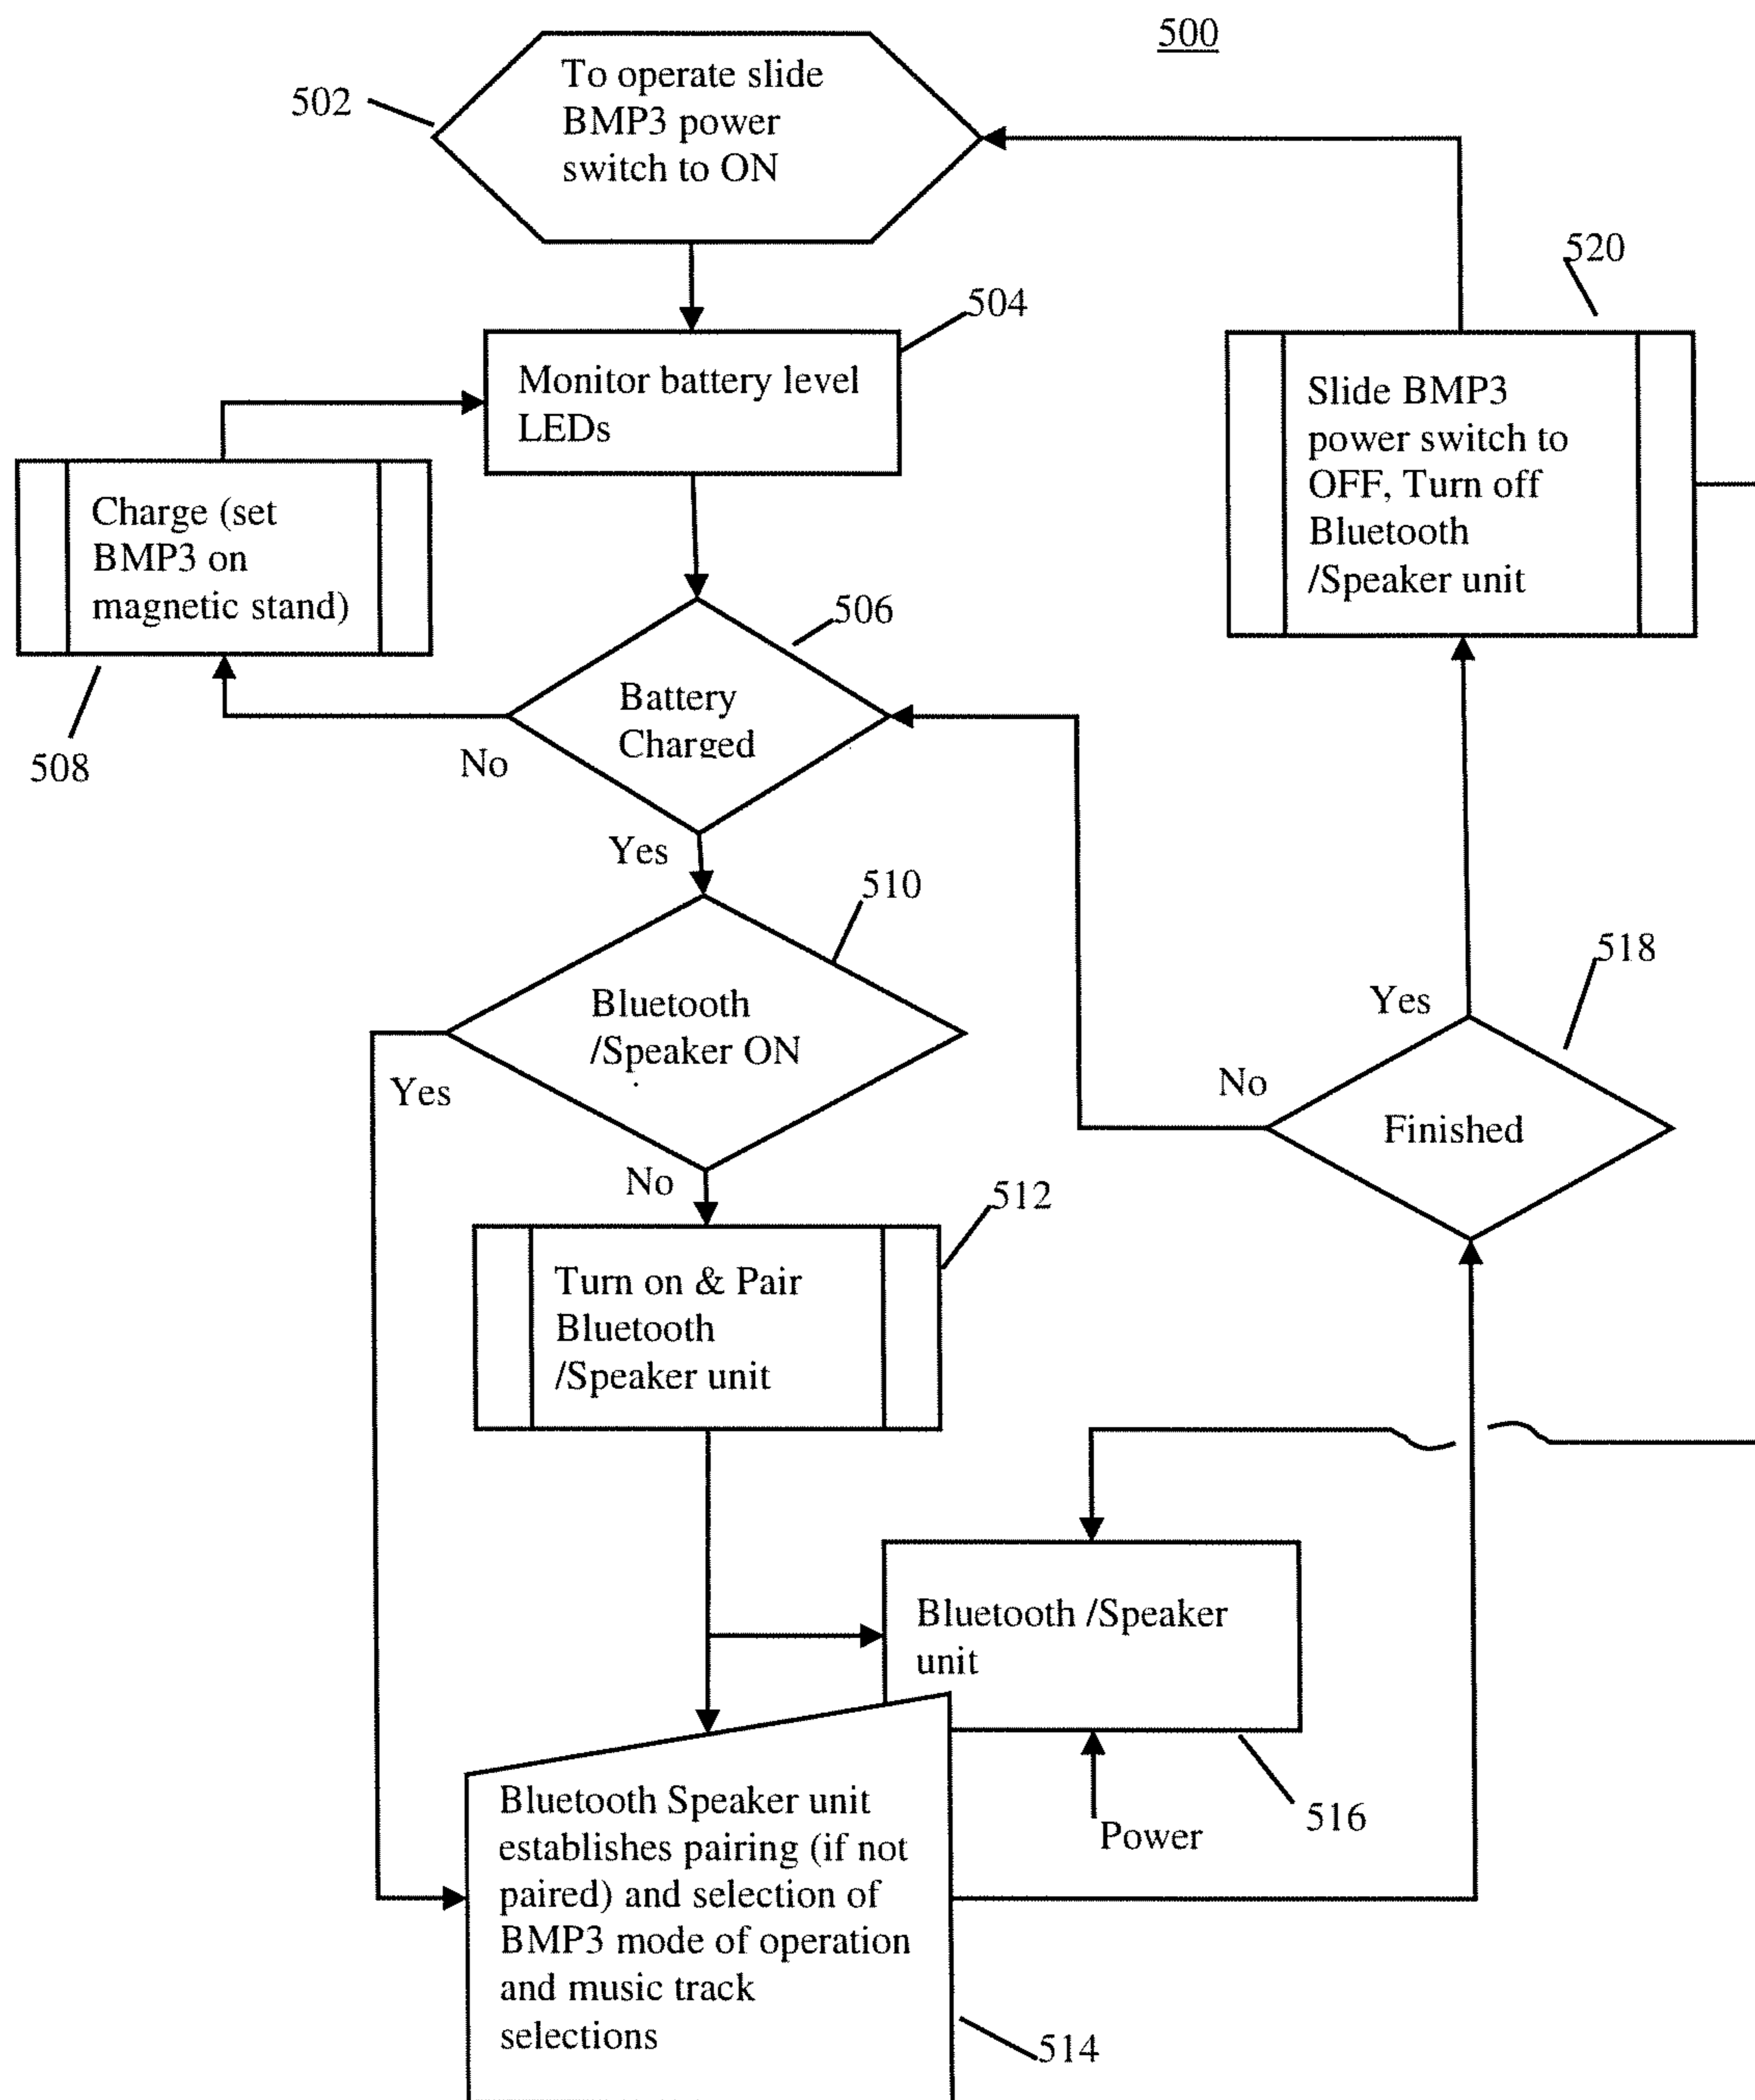 500
502
To operate slide
BMP3 power
switch to ON
504
Monitor battery level
LEDs
520
Slide BMP3
power switch to
OFF, Turn off
Bluetooth
/Speaker unit
Charge (set
BMP3 on
magnetic stand)
508
506
Battery
Charged
No
Yes
510
Bluetooth
/Speaker ON
Yes
No
518
Yes
No
Finished
512
Turn on & Pair
Bluetooth
/Speaker unit
Bluetooth /Speaker
unit
516
Power
Bluetooth Speaker unit
establishes pairing (if not
paired) and selection of
BMP3 mode of operation
and music track
selections
514